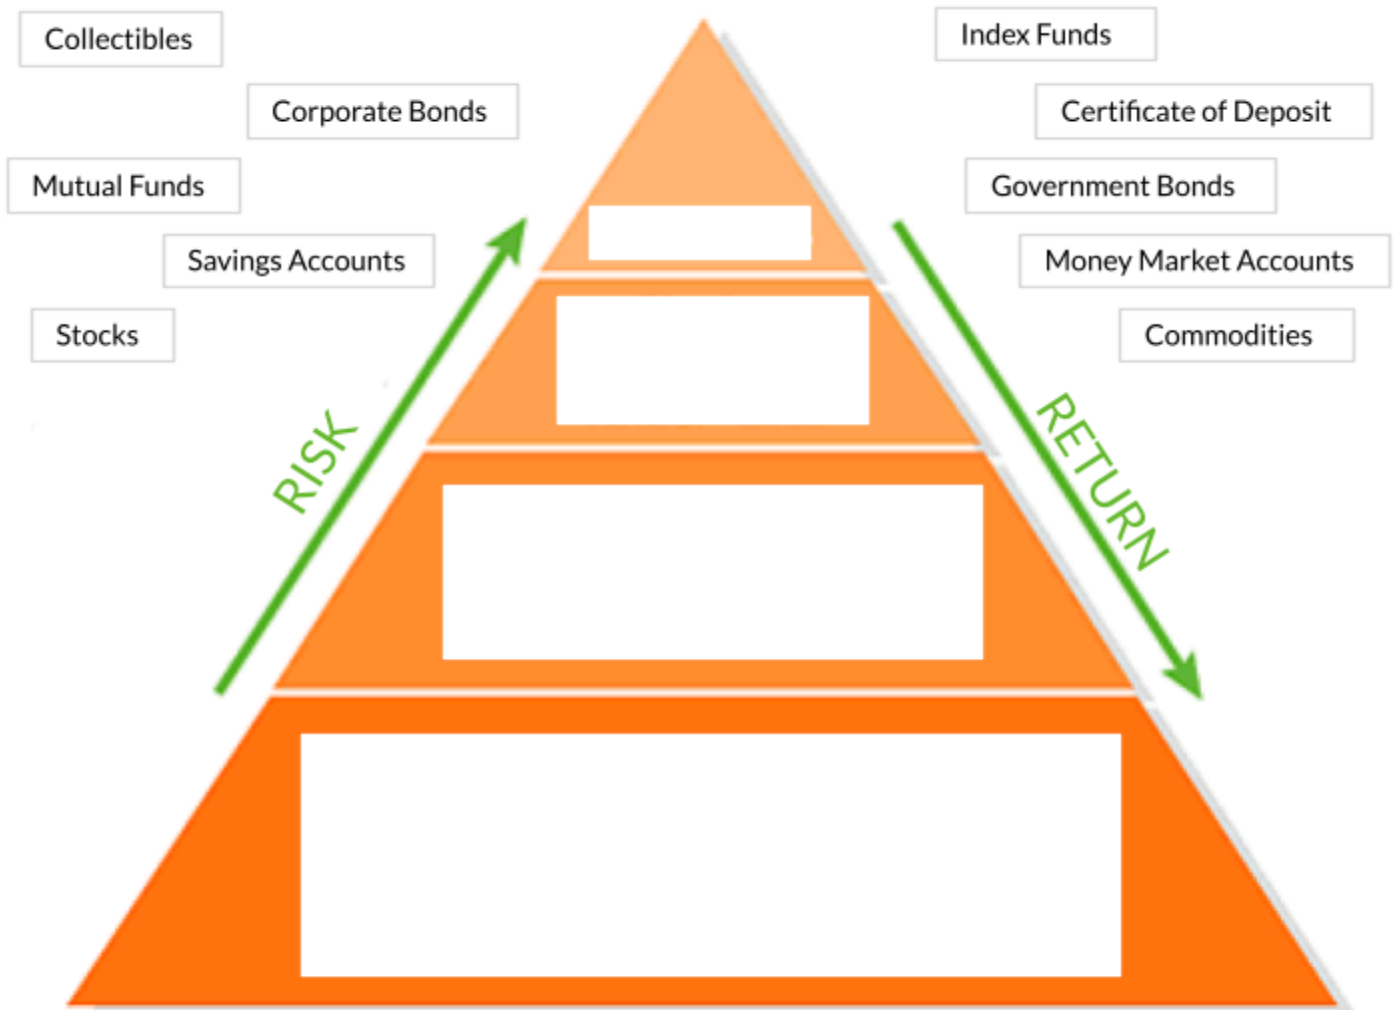 Collectibles
Index Funds
Corporate Bonds
Certificate of Deposit
Mutual Funds
Government Bonds
Savings Accounts
Money Market Accounts
Stocks
Commodities
RISK
RETURN